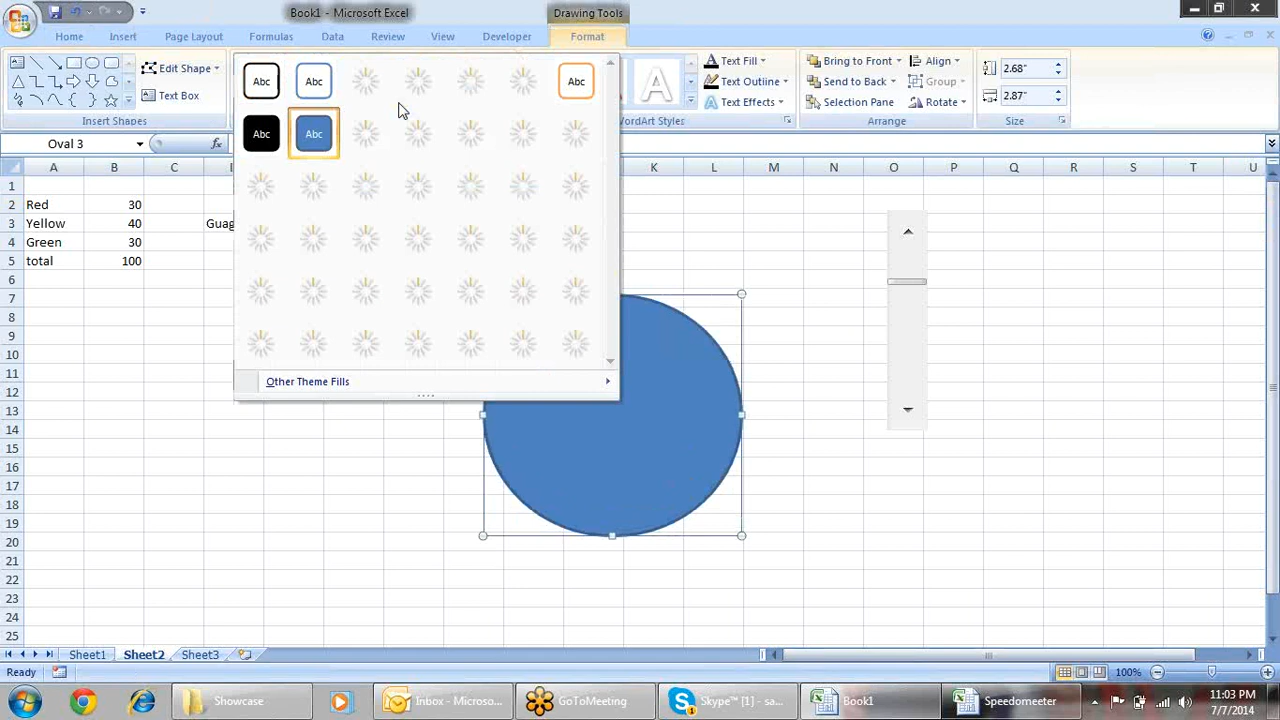 Book1 - Microsoft Excel
Drawing Tools
Home
Insert
Page Layout
Formulas
Data
Review
View
Developer
Format
Edit Shape
Text Box
Insert Shapes
Abc
Abc
Abc
Abc
Abc
Other Theme Fills
A
Text Fill
Text Outline
Text Effects
WordArt Styles
Bring to Front
Send to Back
Selection Pane
Align
Group
Rotate
Arrange
2.68"
2.87"
Size
Oval 3
fx
A B C K L M N O P Q R S T U
1
2 Red 30
3 Yellow 40 Guag
4 Green 30
5 total 100
6
7
8
9
10
11
12
13
14
15
16
17
18
19
20
21
22
23
24
25
Sheet1
Sheet2
Sheet3
Ready
100%
Showcase
Inbox - Microso...
GoToMeeting
Skype™ [1] - sa...
Book1
Speedomeeter
11:03 PM
7/7/2014